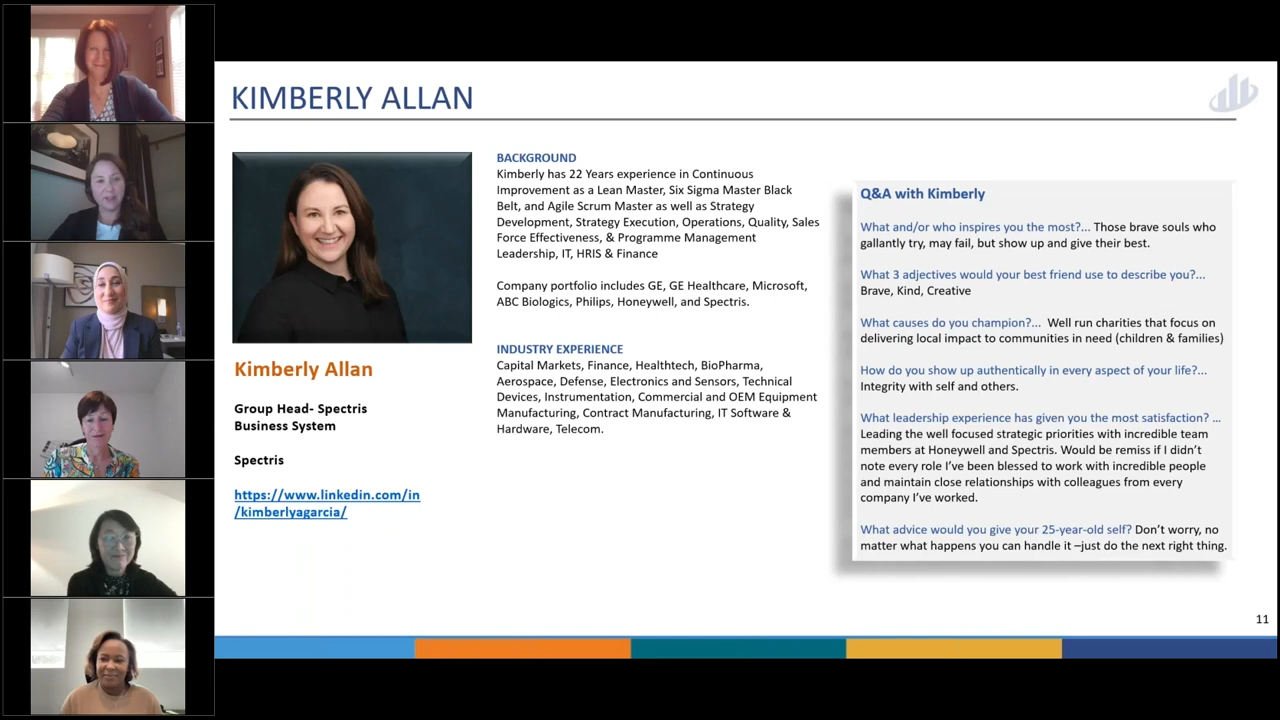 KIMBERLY ALLAN
Kimberly Allan
Group Head- Spectris
Business System
Spectris
https://www.linkedin.com/in
/kimberlyagarcia/
BACKGROUND
Kimberly has 22 Years experience in Continuous
Improvement as a Lean Master, Six Sigma Master Black
Belt, and Agile Scrum Master as well as Strategy
Development, Strategy Execution, Operations, Quality, Sales
Force Effectiveness, & Programme Management
Leadership, IT, HRIS & Finance
Company portfolio includes GE, GE Healthcare, Microsoft,
ABC Biologics, Philips, Honeywell, and Spectris.
INDUSTRY EXPERIENCE
Capital Markets, Finance, Healthtech, BioPharma,
Aerospace, Defense, Electronics and Sensors, Technical
Devices, Instrumentation, Commercial and OEM Equipment
Manufacturing, Contract Manufacturing, IT Software &
Hardware, Telecom.
Q&A with Kimberly
What and/or who inspires you the most?... Those brave souls who
gallantly try, may fail, but show up and give their best.
What 3 adjectives would your best friend use to describe you?...
Brave, Kind, Creative
What causes do you champion?... Well run charities that focus on
delivering local impact to communities in need (children & families)
How do you show up authentically in every aspect of your life?...
Integrity with self and others.
What leadership experience has given you the most satisfaction? ...
Leading the well focused strategic priorities with incredible team
members at Honeywell and Spectris. Would be remiss if I didn't
note every role I've been blessed to work with incredible people
and maintain close relationships with colleagues from every
company I've worked.
What advice would you give your 25-year-old self? Don't worry, no
matter what happens you can handle it –just do the next right thing.
11